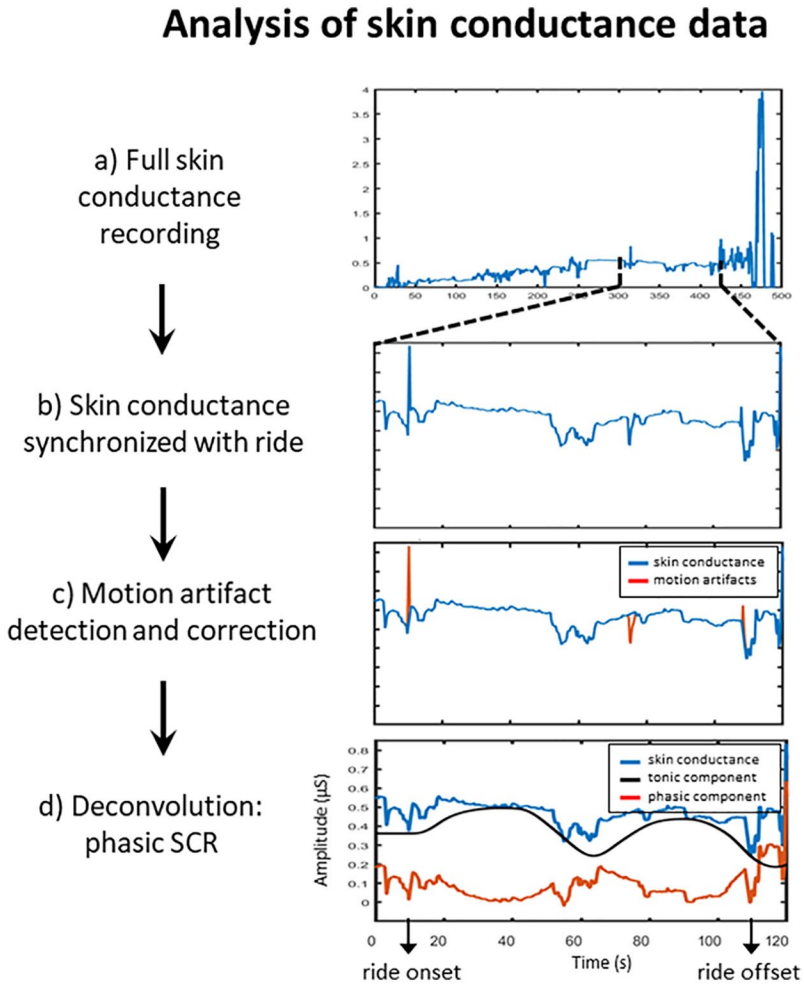 Analysis of skin conductance data
a) Full skin
conductance
recording
4
3.5
3
2.5
2
1.5
1
0.5
0
0 50 100 150 200 250 300 350 400 450 500
b) Skin conductance
synchronized with ride
c) Motion artifact
detection and correction
skin conductance
motion artifacts
d) Deconvolution:
phasic SCR
skin conductance
tonic component
phasic component
Amplitude (µS)
0.8
0.7
0.6
0.5
0.4
0.3
0.2
0.1
0
0 20 40 60 80 100 120
Time (s)
ride onset
ride offset